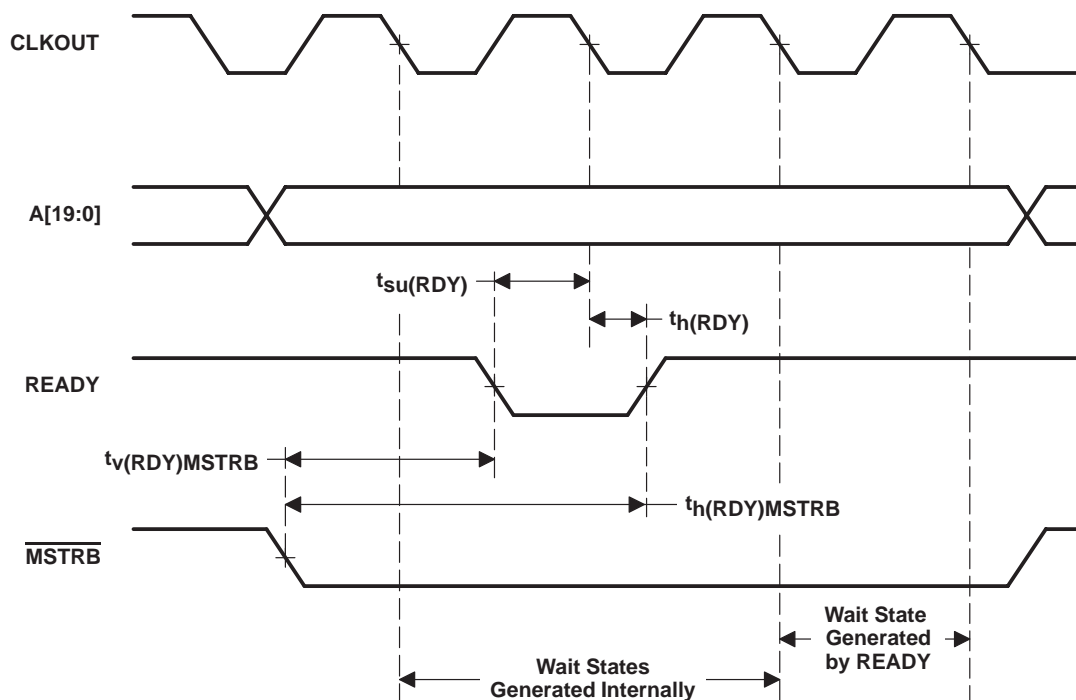 CLKOUT
A[19:0]
tsu(RDY)
th(RDY)
READY
tv(RDY)MSTRB
th(RDY)MSTRB
MSTRB
Wait State
Generated
by READY
Wait States
Generated Internally